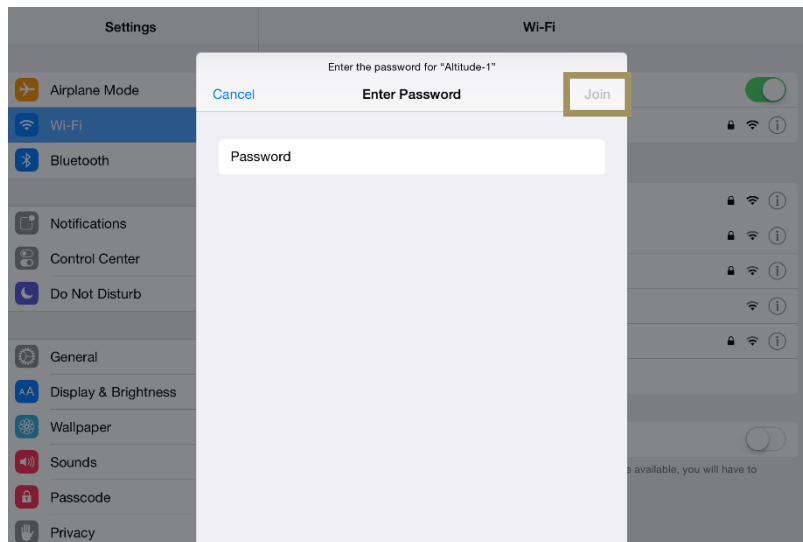 Settings
Wi-Fi
Enter the password for “Altitude-1”
Cancel
Enter Password
Join
Password
Airplane Mode
Wi-Fi
Bluetooth
Notifications
Control Center
Do Not Disturb
General
AA
Display & Brightness
Wallpaper
Sounds
Passcode
Privacy
available, you will have to